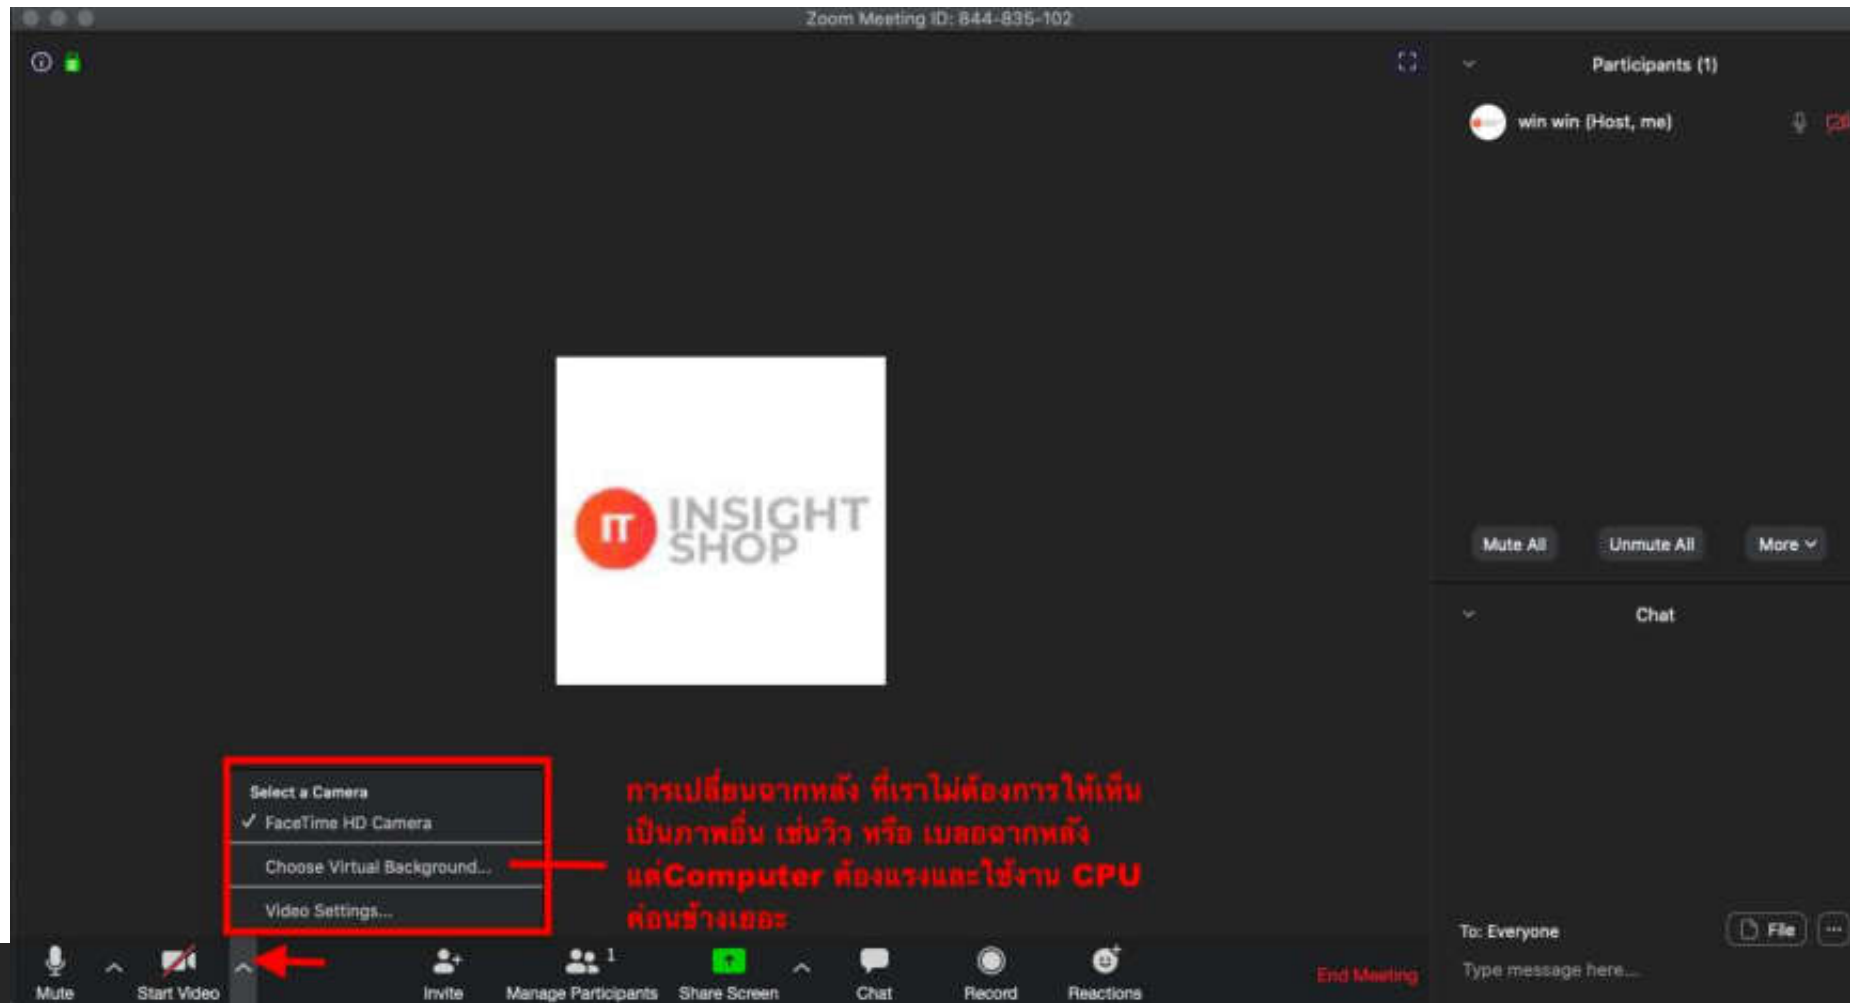 Zoom Meeting ID: 844-835-102
Participants (1)
win win (Host, me)
IT INSIGHT
SHOP
Mute All Unmute All More
Chat
Select a Camera
FaceTime HD Camera
Choose Virtual Background...
Video Settings...
การเปลี่ยนฉากหลัง ที่เราไม่ต้องการให้เห็น
เป็นภาพอื่น เช่นวิว หรือ เบลอฉากหลัง
แต่Computer ต้องแรงและใช้งาน CPU
ค่อนข้างเยอะ
To: Everyone File
Type message here...
1
Mute Start Video Invite Manage Participants Share Screen Chat Record Reactions End Meeting